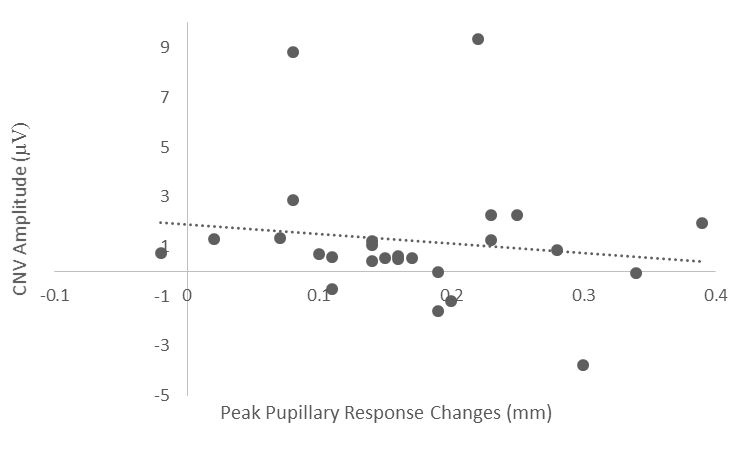 9
7
5
3
1
-0.1 -1 0 0.1 0.2 0.3 0.4
-3
-5
CNV Amplitude (μV)
Peak Pupillary Response Changes (mm)